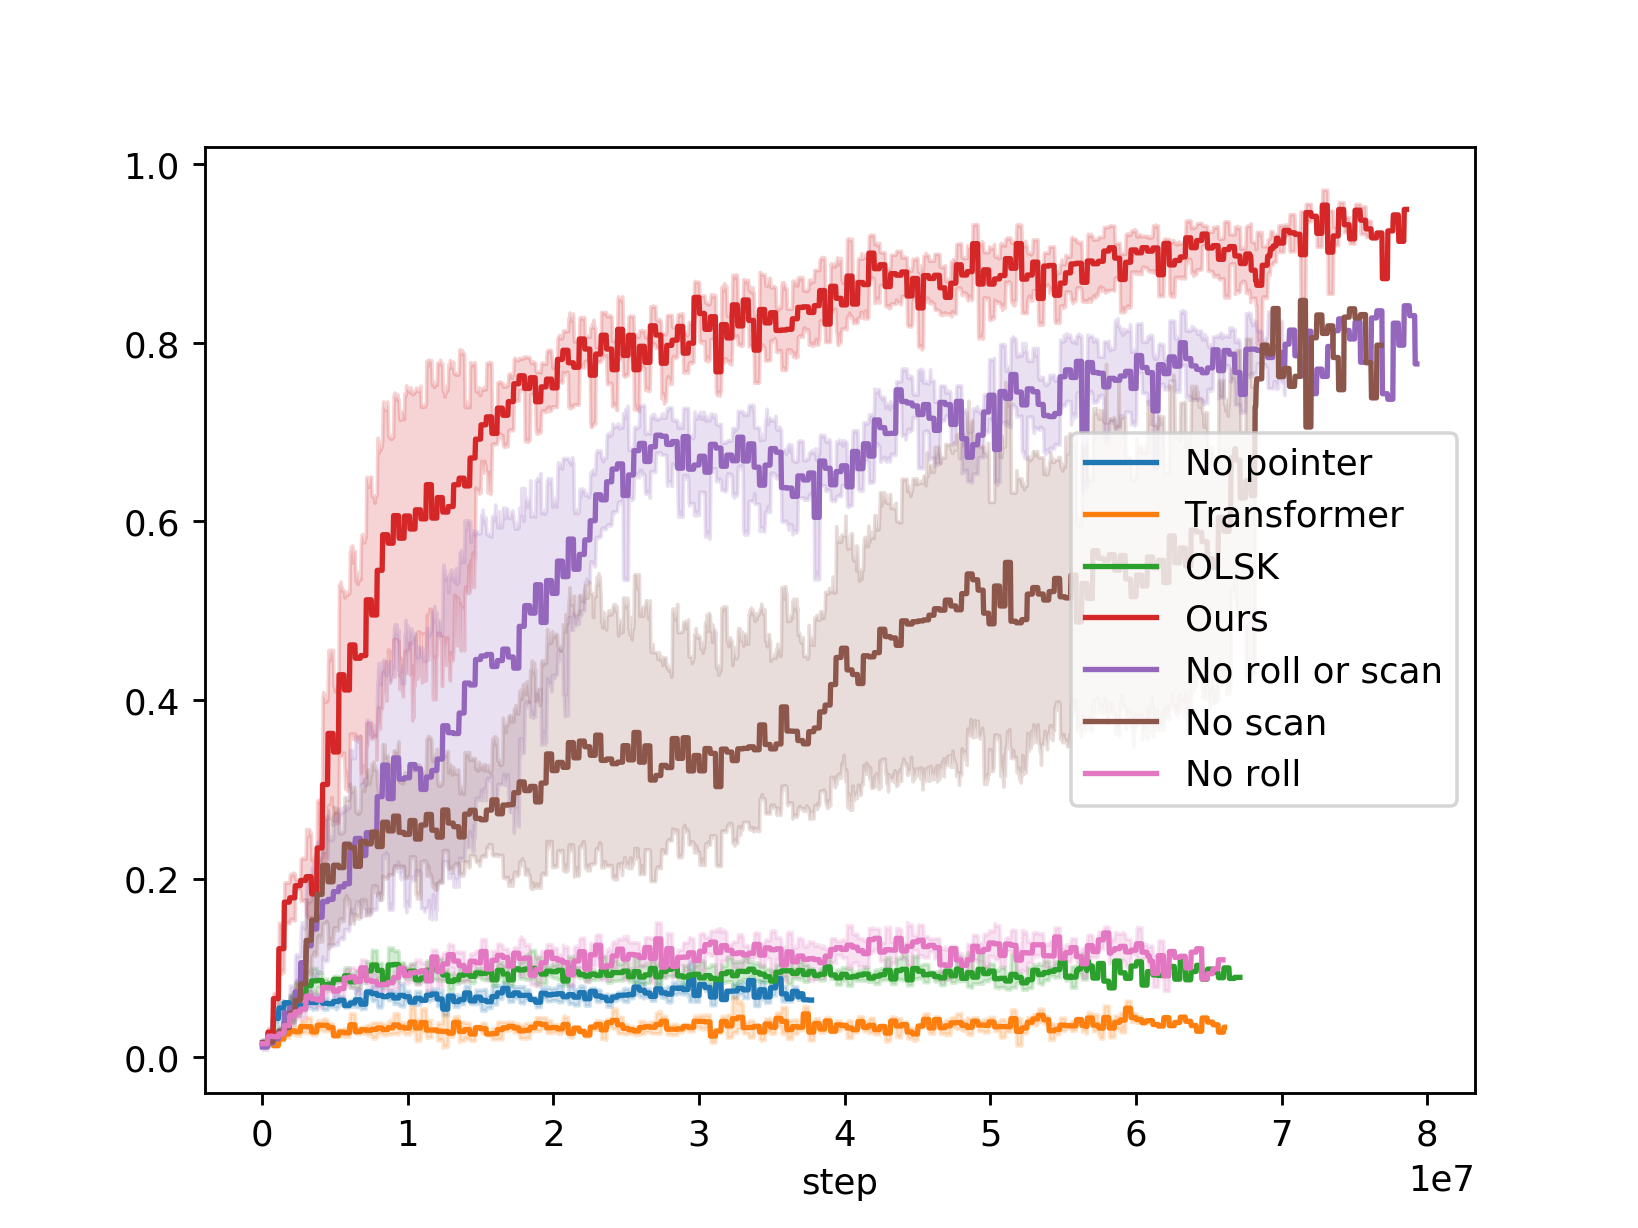 1.0
0.8
0.6
0.4
0.2
0.0
No pointer
Transformer
OLSK
Ours
No roll or scan
No scan
No roll
0 1 2 3 4 5 6 7 8
1e7
step